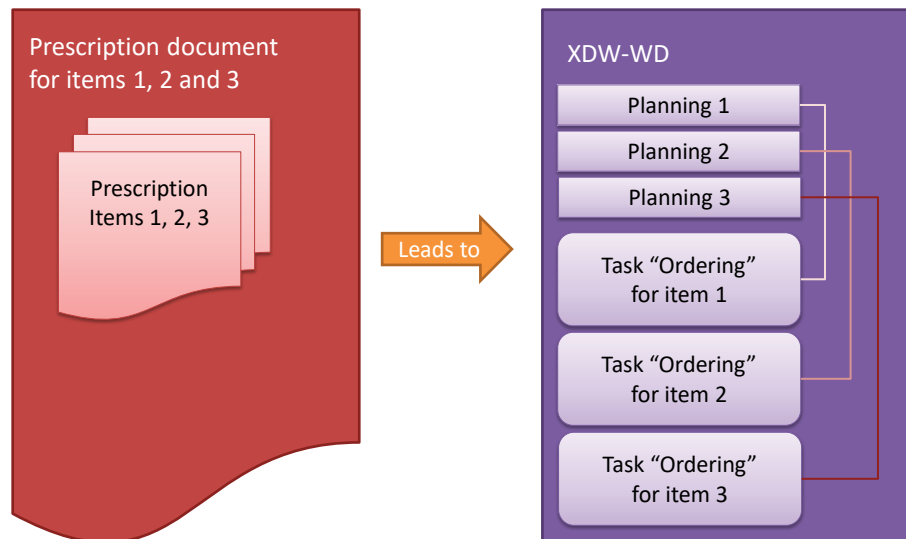 Prescription document
for items 1, 2 and 3
Prescription
Items 1, 2, 3
Leads to
XDW-WD
Planning 1
Planning 2
Planning 3
Task “Ordering”
for item 1
Task “Ordering”
for item 2
Task “Ordering”
for item 3